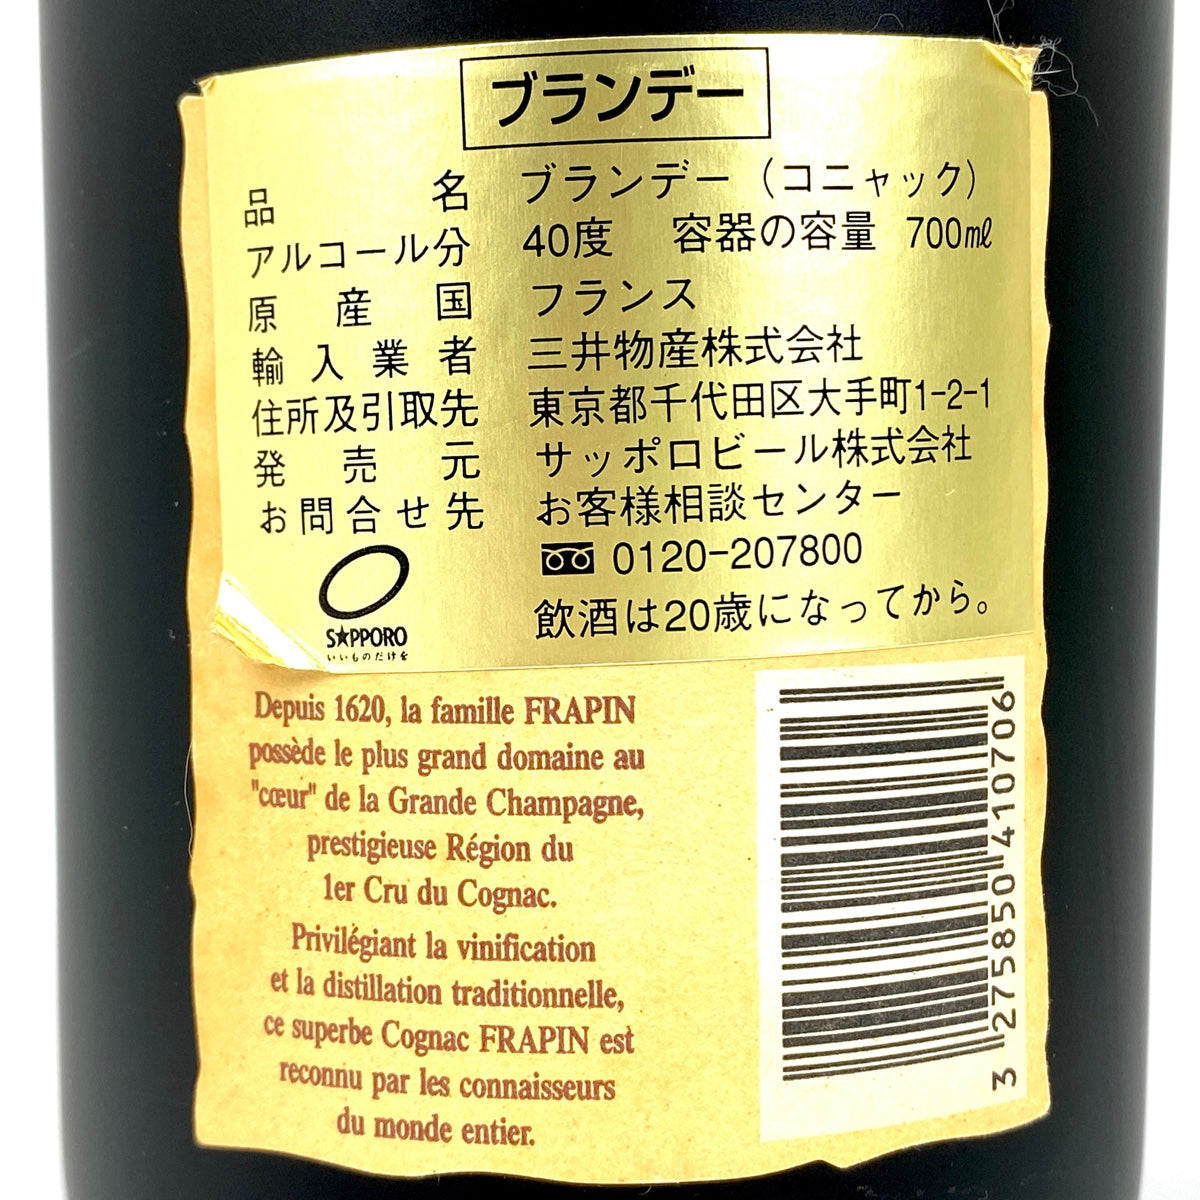 ブランデー
品名 ブランデー（コニャック）
アルコール分 40度 容器の容量 700ml
原産国 フランス
輸入業者 三井物産株式会社
住所及引取先 東京都千代田区大手町1-2-1
発売元 サッポロビール株式会社
お問合せ先 お客様相談センター
0120-207800
SAPPORO
いいものだけを
飲酒は20歳になってから。
Depuis 1620, la famille FRAPIN
possède le plus grand domaine au
"cœur" de la Grande Champagne,
prestigieuse Région du
1er Cru du Cognac.
Privilégiant la vinification
et la distillation traditionnelle,
ce superbe Cognac FRAPIN est
reconnu par les connaisseurs
du monde entier.
3 275850 410706